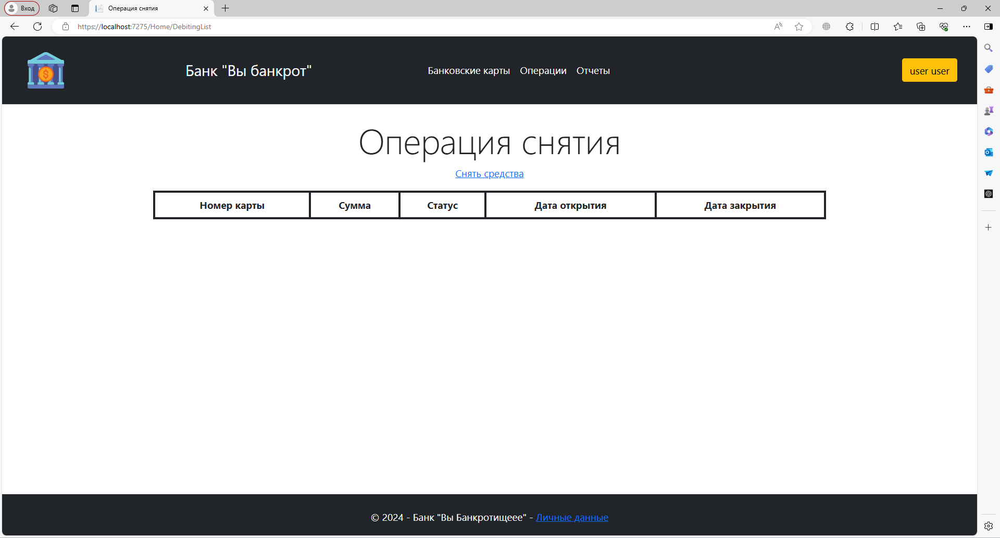 Вход
Операция снятия
https://localhost:7275/Home/DebitingList
Банк "Вы банкрот"
Банковские карты Операции Отчеты
user user
Операция снятия
Снять средства
Номер карты Сумма Статус Дата открытия Дата закрытия
© 2024 - Банк "Вы Банкротищеее" - Личные данные